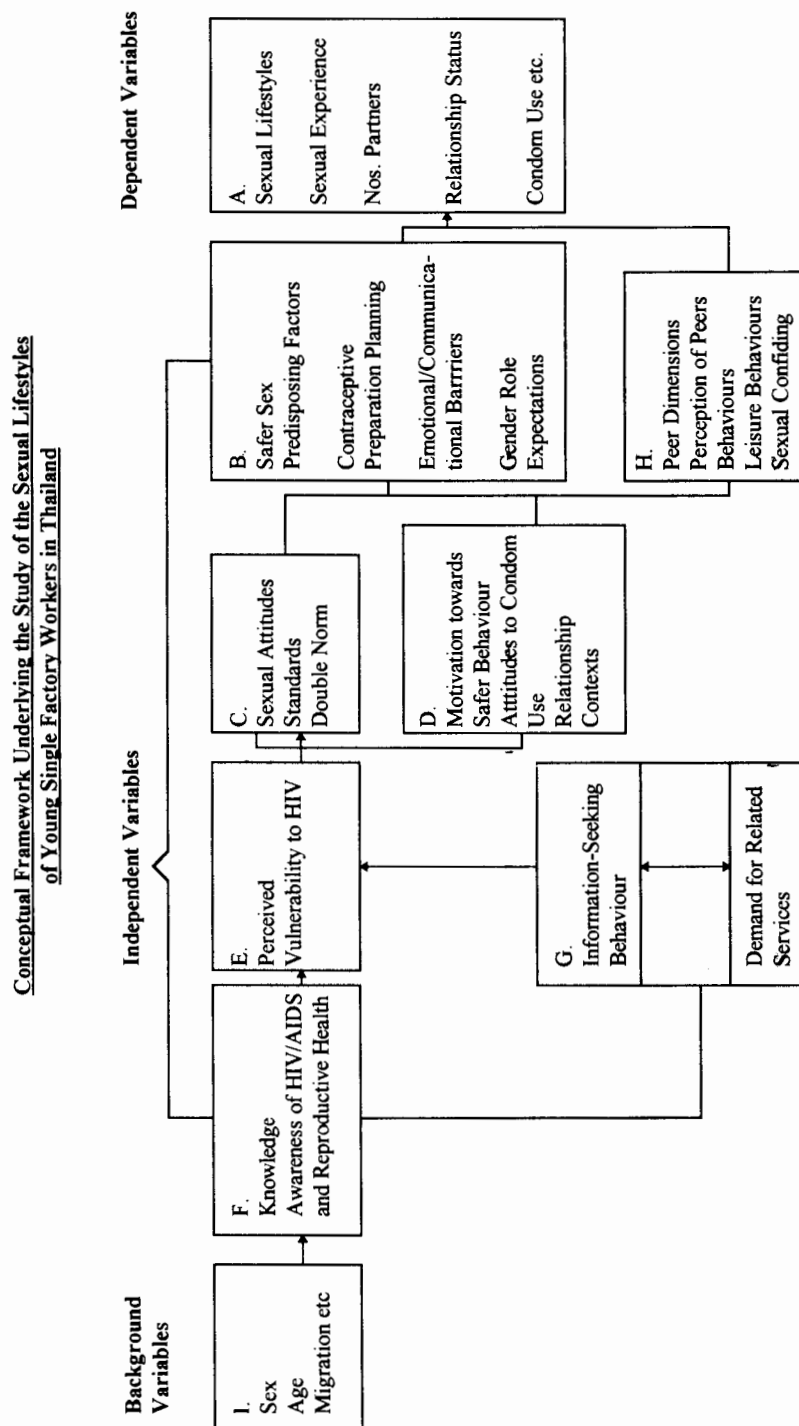 Conceptual Framework Underlying the Study of the Sexual Lifestyles
of Young Single Factory Workers in Thailand
Background
Variables
Independent Variables
Dependent Variables
I.
Sex
Age
Migration etc
F.
Knowledge
Awareness of HIV/AIDS
and Reproductive Health
E.
Perceived
Vulnerability to HIV
G.
Information-Seeking
Behaviour
Demand for Related
Services
C.
Sexual Attitudes
Standards
Double Norm
D.
Motivation towards
Safer Behaviour
Atttitudes to Condom
Use
Relationship
Contexts
B.
Safer Sex
Predisposing Factors
Contraceptive
Preparation Planning
Emotional/Communica-
tional Barrriers
Gender Role
Expectations
H.
Peer Dimensions
Perception of Peers
Behaviours
Leisure Behaviours
Sexual Confiding
A.
Sexual Lifestyles
Sexual Experience
Nos. Partners
Relationship Status
Condom Use etc.